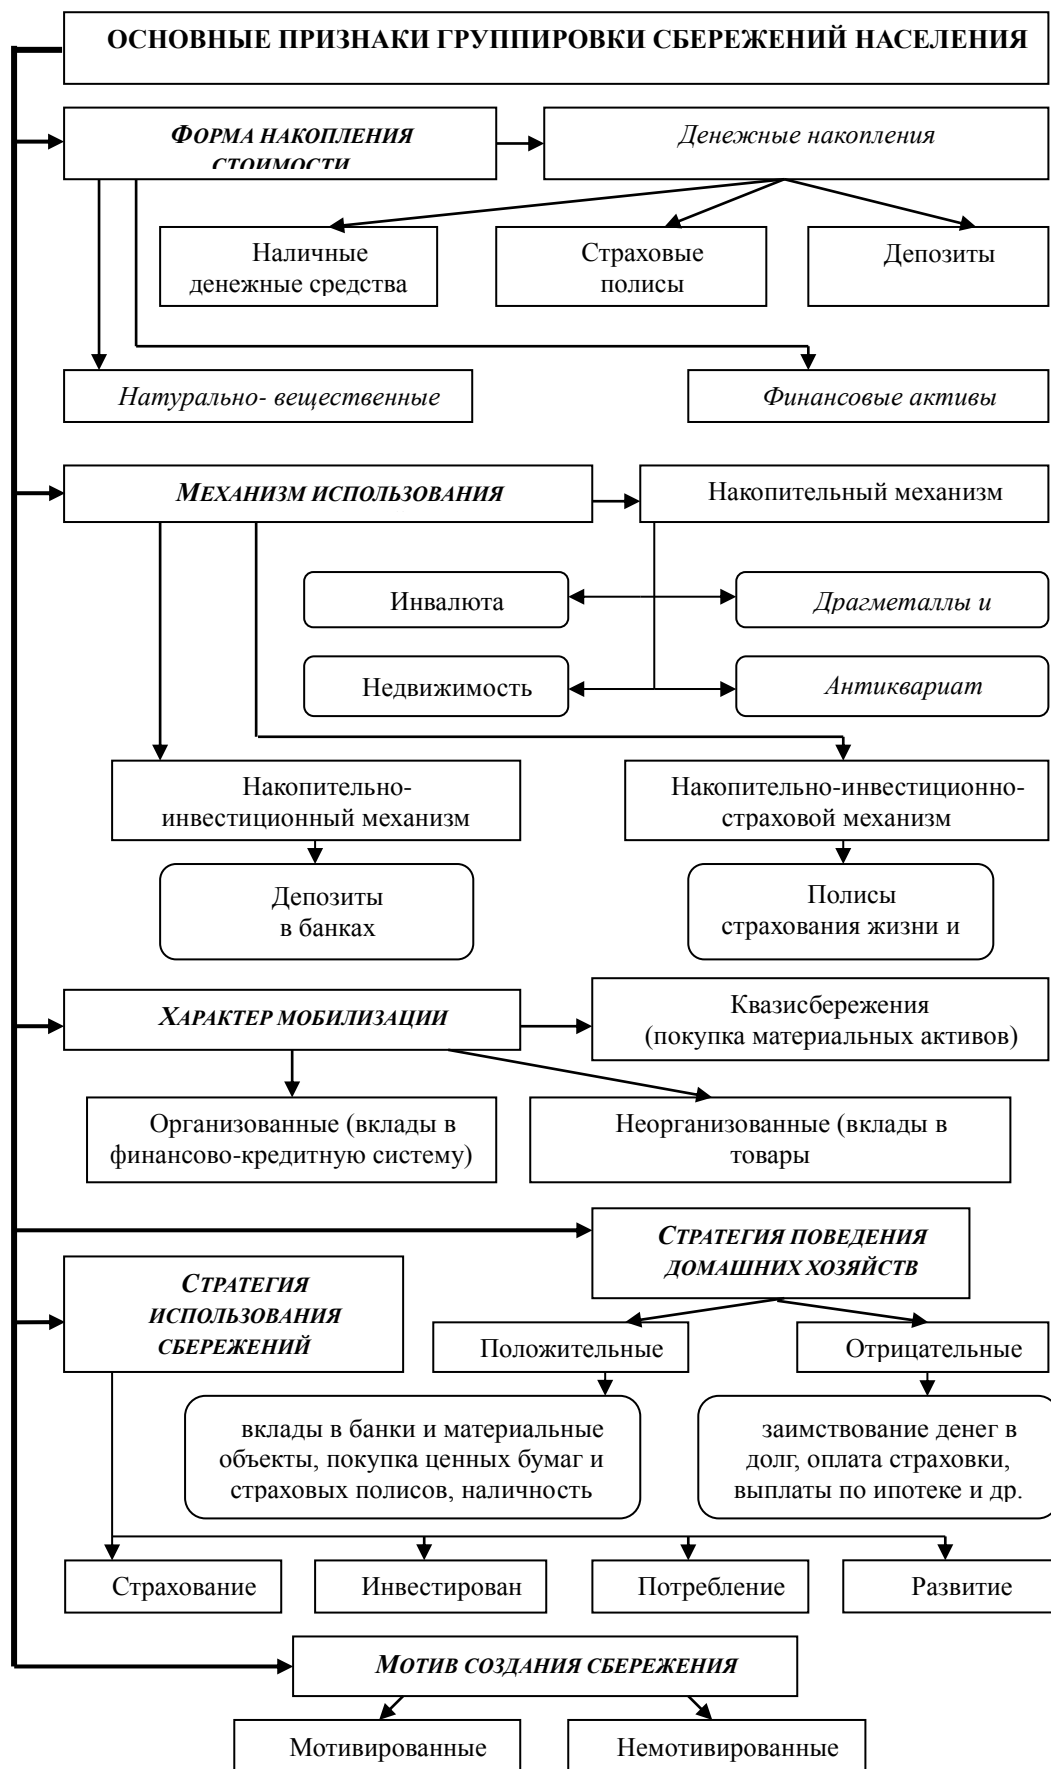 ОСНОВНЫЕ ПРИЗНАКИ ГРУППИРОВКИ СБЕРЕЖЕНИЙ НАСЕЛЕНИЯ
ФОРМА НАКОПЛЕНИЯ
СТОИМОСТИ
Денежные накопления
Наличные
денежные средства
Страховые
полисы
Депозиты
Натурально- вещественные
Финансовые активы
МЕХАНИЗМ ИСПОЛЬЗОВАНИЯ
Накопительный механизм
Инвалюта
Драгметаллы и
Недвижимость
Антиквариат
Накопительно-
инвестиционный механизм
Накопительно-инвестиционно-
страховой механизм
Депозиты
в банках
Полисы
страхования жизни и
ХАРАКТЕР МОБИЛИЗАЦИИ
Квазисбережения
(покупка материальных активов)
Организованные (вклады в
финансово-кредитную систему)
Неорганизованные (вклады в
товары
СТРАТЕГИЯ ПОВЕДЕНИЯ
ДОМАШНИХ ХОЗЯЙСТВ
СТРАТЕГИЯ
ИСПОЛЬЗОВАНИЯ
СБЕРЕЖЕНИЙ
Положительные
Отрицательные
вклады в банки и материальные
объекты, покупка ценных бумаг и
страховых полисов, наличность
заимствование денег в
долг, оплата страховки,
выплаты по ипотеке и др.
Страхование
Инвестирован
Потребление
Развитие
МОТИВ СОЗДАНИЯ СБЕРЕЖЕНИЯ
Мотивированные
Немотивированные